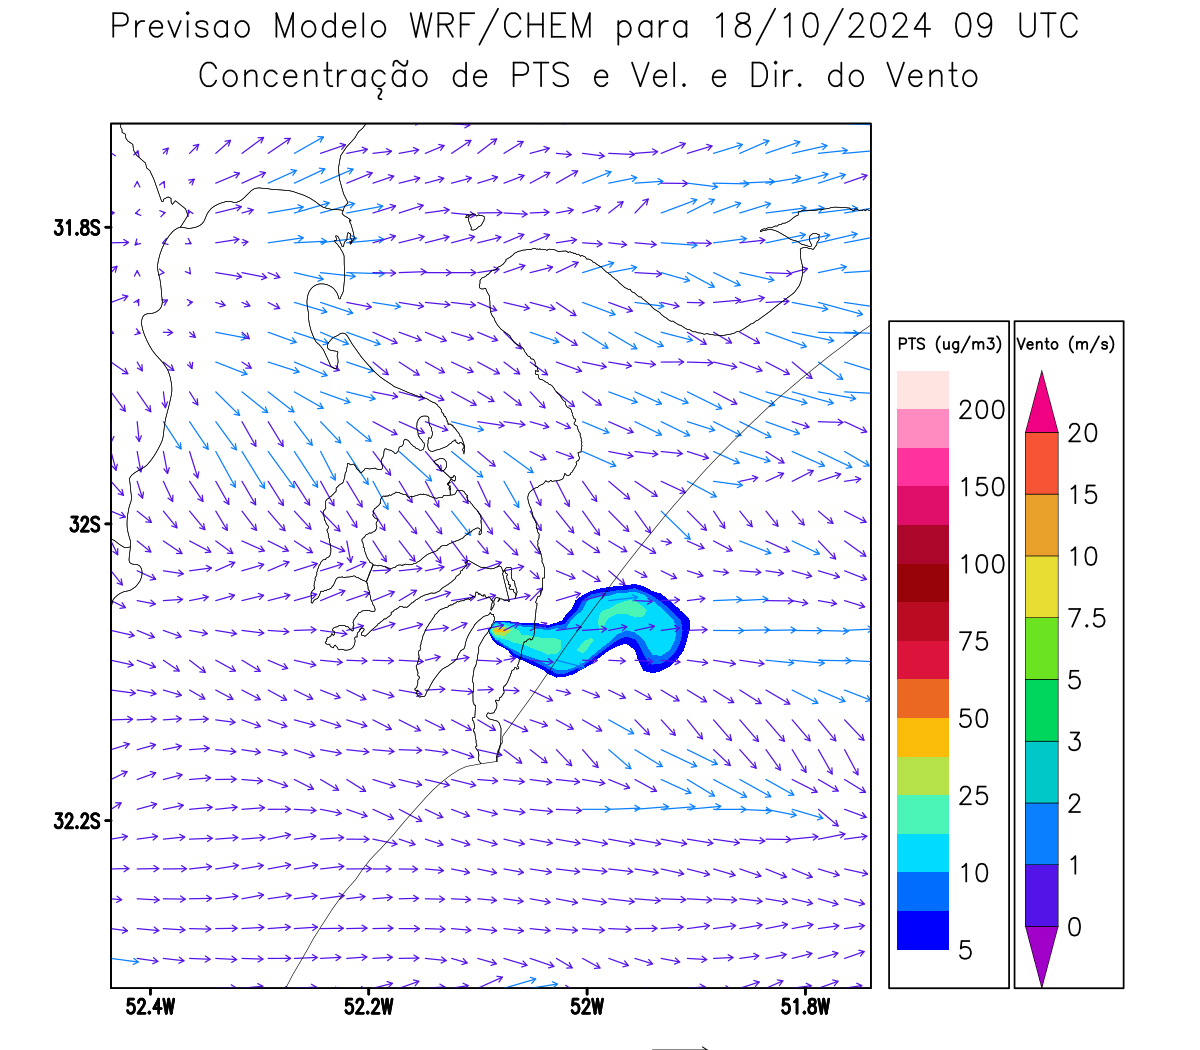 Previsao Modelo WRF/CHEM para 18/10/2024 09 UTC
Concentração de PTS e Vel. e Dir. do Vento
31.8S
32S
32.2S
52.4W
52.2W
52W
51.8W
PTS (ug/m3)
200
150
100
75
50
25
10
5
Vento (m/s)
20
15
10
7.5
5
3
2
1
0